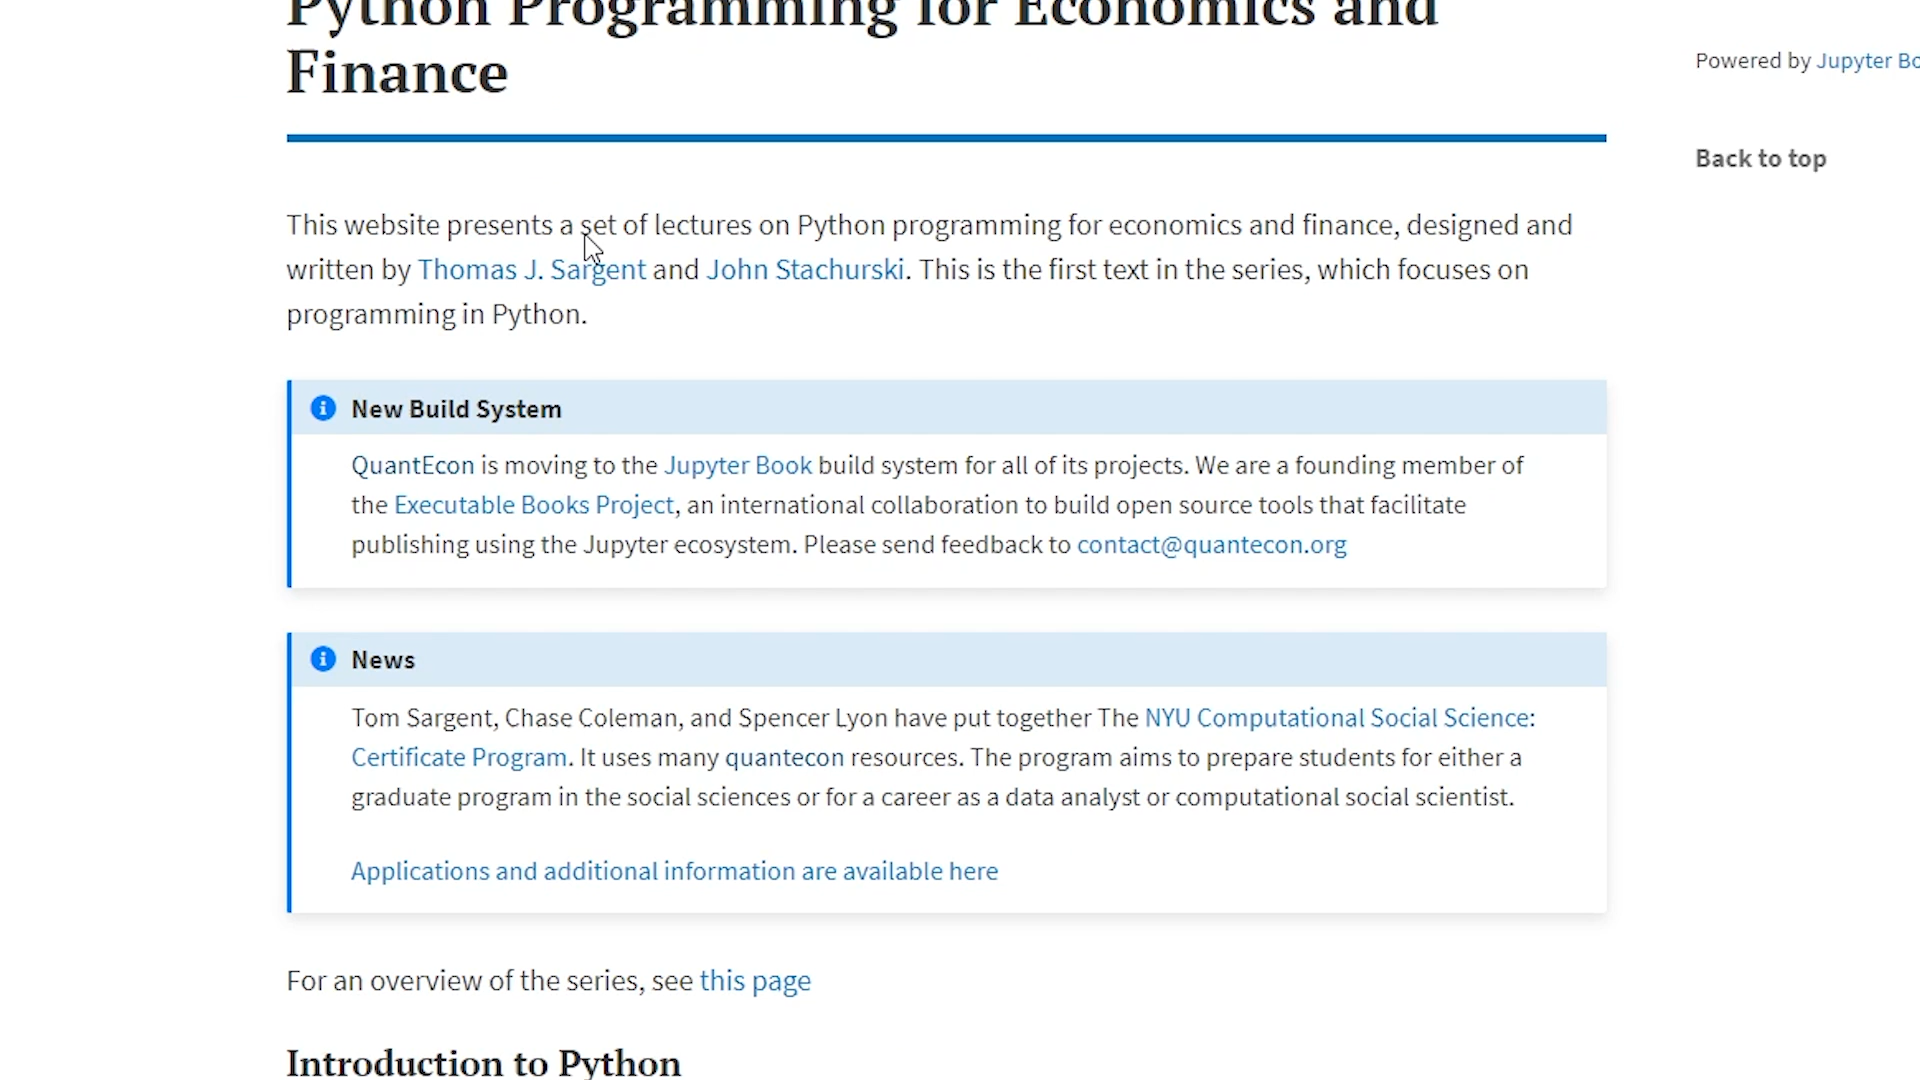 Python Programming for Economics and
Finance
Powered by Jupyter
Back to top
This website presents a set of lectures on Python programming for economics and finance, designed and
written by Thomas J. Sargent and John Stachurski. This is the first text in the series, which focuses on
programming in Python.
New Build System
QuantEcon is moving to the Jupyter Book build system for all of its projects. We are a founding member of
the Executable Books Project, an international collaboration to build open source tools that facilitate
publishing using the Jupyter ecosystem. Please send feedback to contact@quantecon.org
News
Tom Sargent, Chase Coleman, and Spencer Lyon have put together The NYU Computational Social Science:
Certificate Program. It uses many quantecon resources. The program aims to prepare students for either a
graduate program in the social sciences or for a career as a data analyst or computational social scientist.
Applications and additional information are available here
For an overview of the series, see this page
Introduction to Python